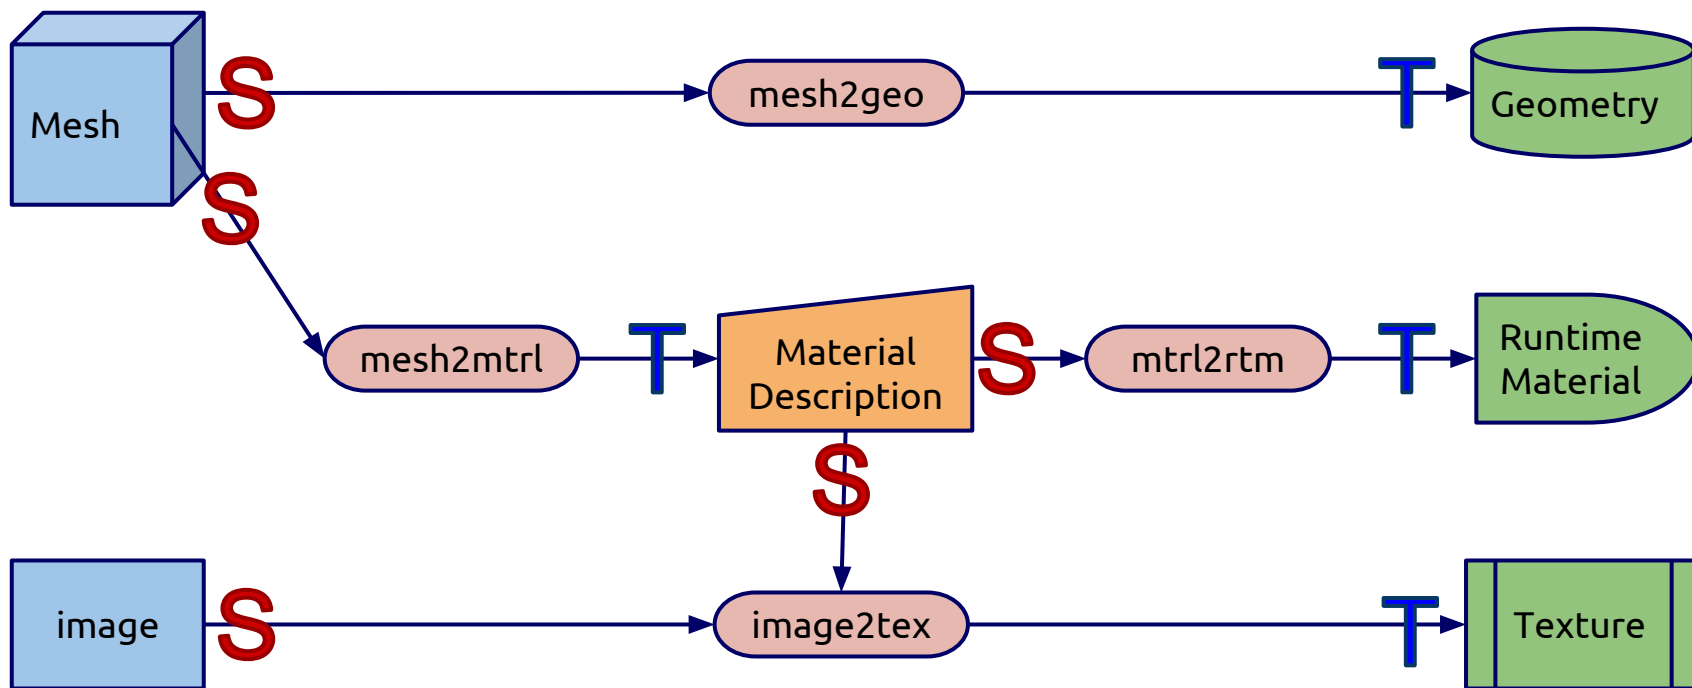 S
mesh2geo
T
Geometry
Mesh
S
mesh2mtrl
T
Material
Description
S
mtrl2rtm
T
Runtime
Material
S
image
S
image2tex
T
Texture